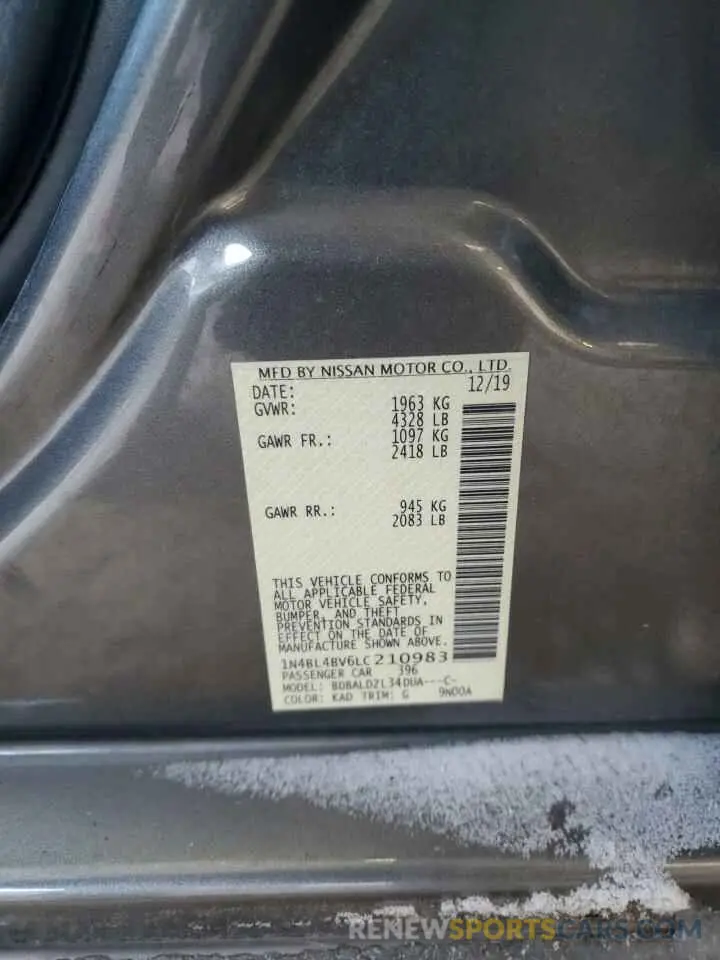 MFD BY NISSAN MOTOR CO., LTD.
DATE: 12/19
GVWR: 1963 KG
4328 LB
GAWR FR.: 1097 KG
2418 LB
GAWR RR.: 945 KG
2083 LB
THIS VEHICLE CONFORMS TO
ALL APPLICABLE FEDERAL
MOTOR VEHICLE SAFETY,
BUMPER, AND THEFT
PREVENTION STANDARDS IN
EFFECT ON THE DATE OF
MANUFACTURE SHOWN ABOVE.
1N4BL4BV6LC210983
PASSENGER CAR 396
MODEL: BDBALDZL34DUA---C-
COLOR: KAD TRIM: G 9N00A
RENEWSPORTSCARS.COM